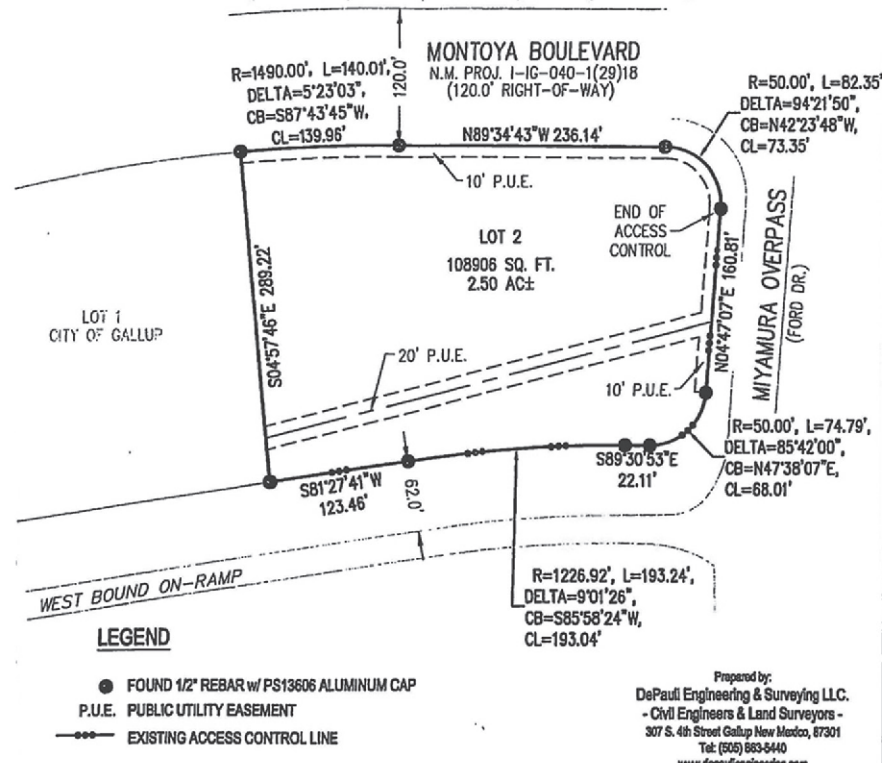 MONTOYA BOULEVARD
N.M. PROJ. I-IG-040-1(29)18
(120.0' RIGHT-OF-WAY)
120.0'
R=1490.00', L=140.01',
DELTA=5°23'03",
CB=S87°43'45"W,
CL=139.96'
N89°34'43"W 236.14'
R=50.00', L=82.35'
DELTA=94°21'50",
CB=N42°23'48"W,
CL=73.35'
10' P.U.E.
END OF
ACCESS
CONTROL
LOT 2
108906 SQ. FT.
2.50 AC±
MIYAMURA OVERPASS
(FORD DR.)
N04°47'07"E 160.81'
S04°57'46"E 289.22'
LOT 1
CITY OF GALLUP
20' P.U.E.
10' P.U.E.
R=50.00', L=74.79',
DELTA=85°42'00",
CB=N47°38'07"E,
CL=68.01'
S89°30'53"E
22.11'
S81°27'41"W
123.46'
62.0'
R=1226.92', L=193.24',
DELTA=9°01'26",
CB=S85°58'24"W,
CL=193.04'
WEST BOUND ON-RAMP
LEGEND
FOUND 1/2" REBAR w/ PS13606 ALUMINUM CAP
P.U.E. PUBLIC UTILITY EASEMENT
EXISTING ACCESS CONTROL LINE
Prepared by:
DePauli Engineering & Surveying LLC.
- Civil Engineers & Land Surveyors -
307 S. 4th Street Gallup New Mexico, 87301
Tel: (505) 863-5440